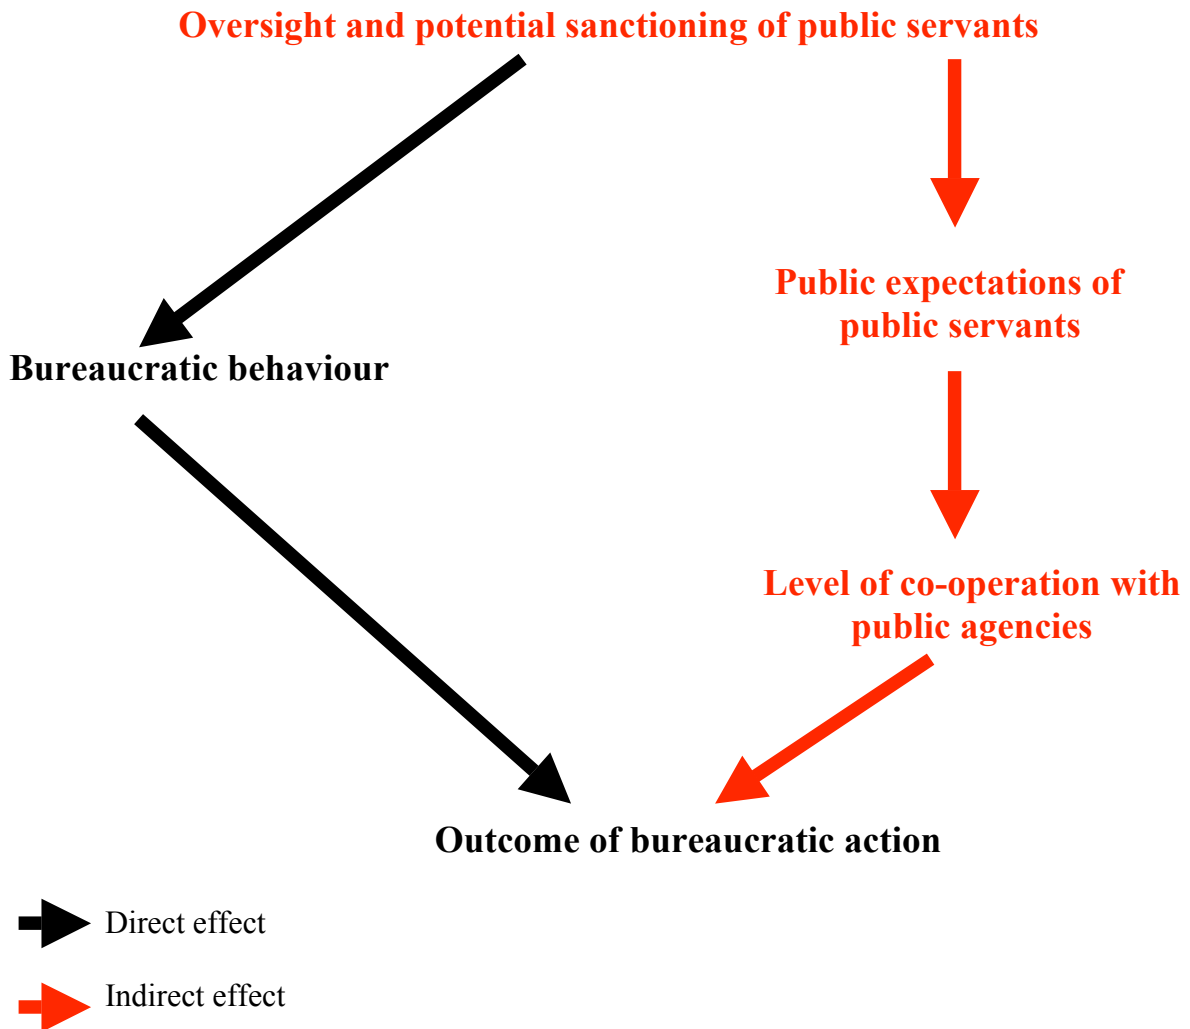 Oversight and potential sanctioning of public servants
Public expectations of
public servants
Bureaucratic behaviour
Level of co-operation with
public agencies
Outcome of bureaucratic action
Direct effect
Indirect effect